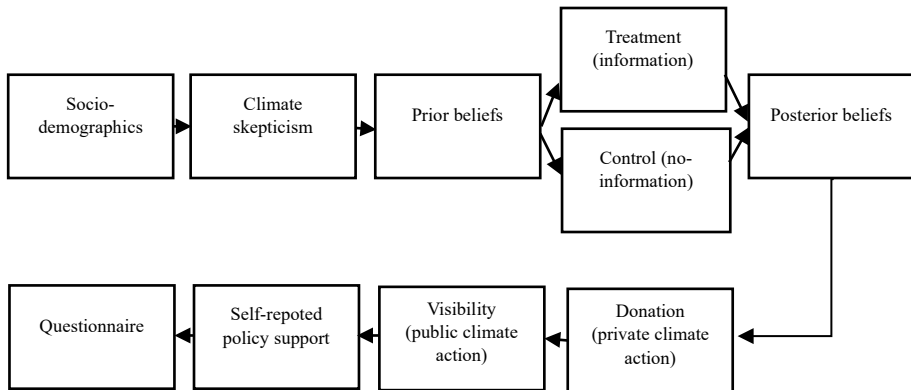 Socio-
demographics
Climate
skepticism
Prior beliefs
Treatment
(information)
Control (no-
information)
Posterior beliefs
Donation
(private climate
action)
Visibility
(public climate
action)
Self-repoted
policy support
Questionnaire